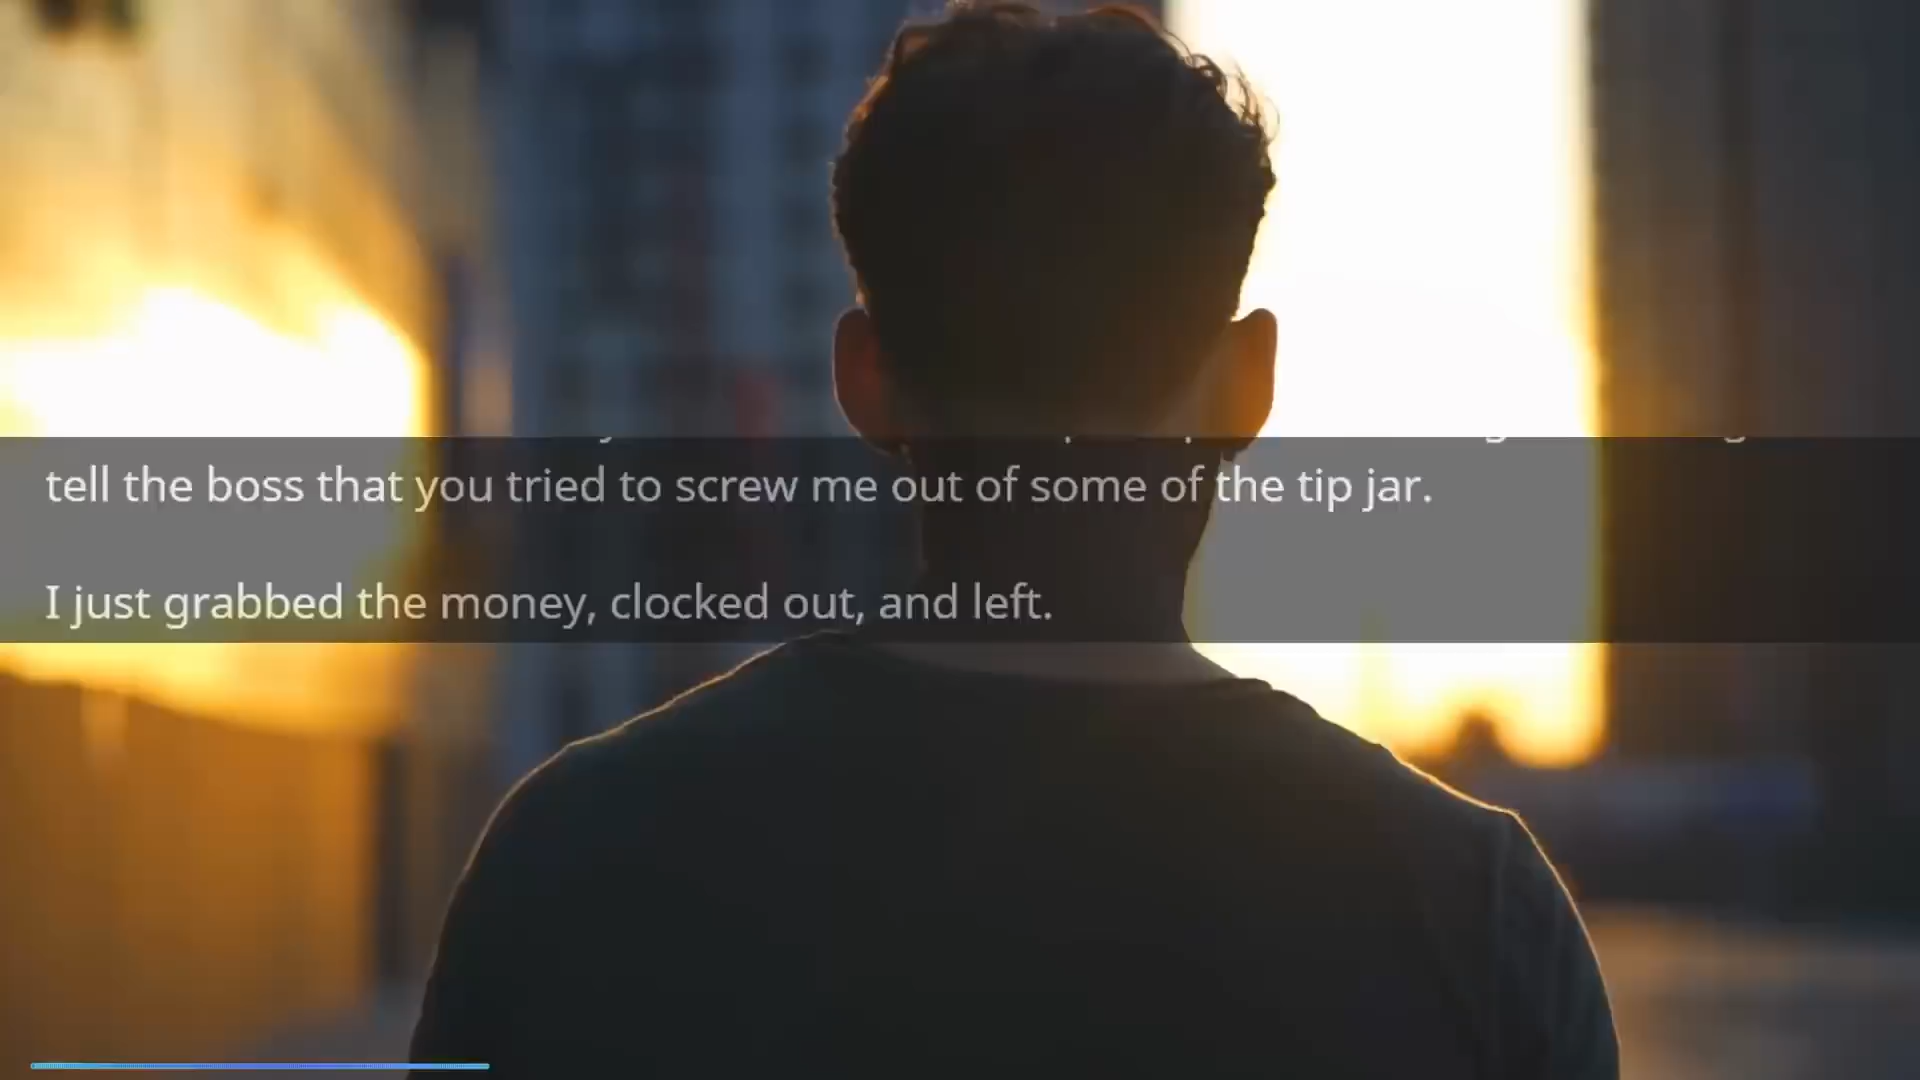 tell the boss that you tried to screw me out of some of the tip jar.
I just grabbed the money, clocked out, and left.